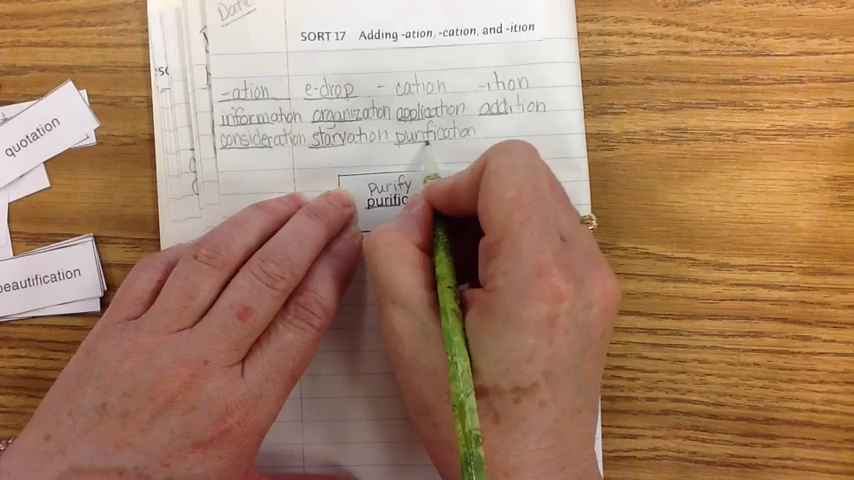 Date
SORT 17 Adding -ation, -cation, and -ition
-ation e-drop -cation -ition
information organization application addition
consideration starvation purification
quotation
Purify
purific
beautification